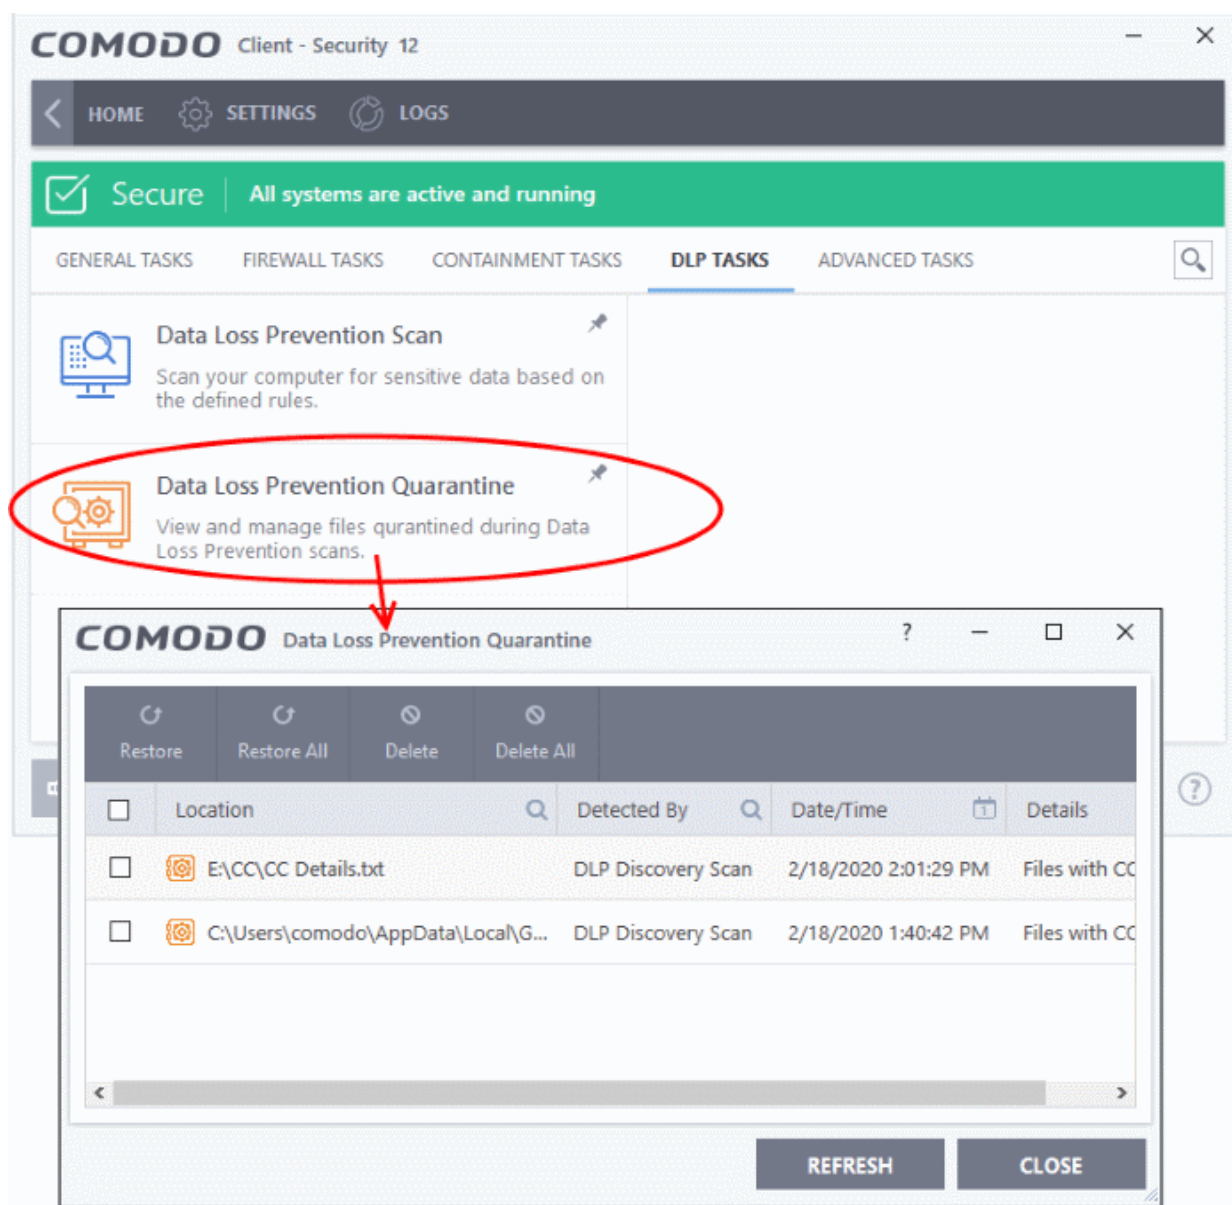 COMODO Client - Security 12
HOME SETTINGS LOGS
Secure All systems are active and running
GENERAL TASKS FIREWALL TASKS CONTAINMENT TASKS DLP TASKS ADVANCED TASKS
Data Loss Prevention Scan
Scan your computer for sensitive data based on
the defined rules.
Data Loss Prevention Quarantine
View and manage files qurantined during Data
Loss Prevention scans.
COMODO Data Loss Prevention Quarantine ?
Restore Restore All Delete Delete All
?
Location Detected By Date/Time 1 Details
E:\CC\CC Details.txt DLP Discovery Scan 2/18/2020 2:01:29 PM Files with CC
C:\Users\comodo\AppData\Local\G... DLP Discovery Scan 2/18/2020 1:40:42 PM Files with CC
REFRESH CLOSE